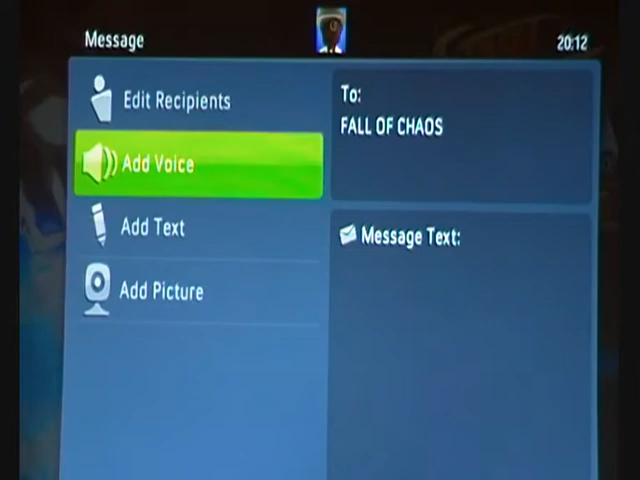 Message
20:12
Edit Recipients
Add Voice
Add Text
Add Picture
To:
FALL OF CHAOS
Message Text: